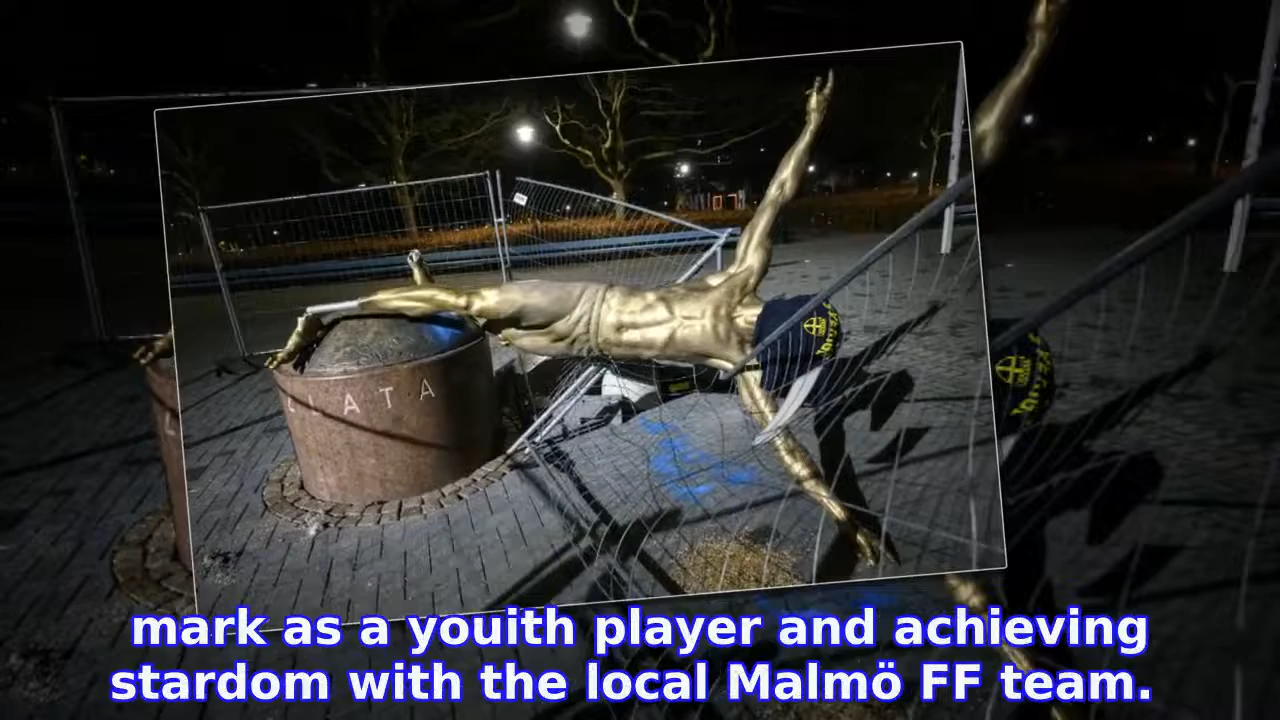 LATA
mark as a youith player and achieving
stardom with the local Malmö FF team.